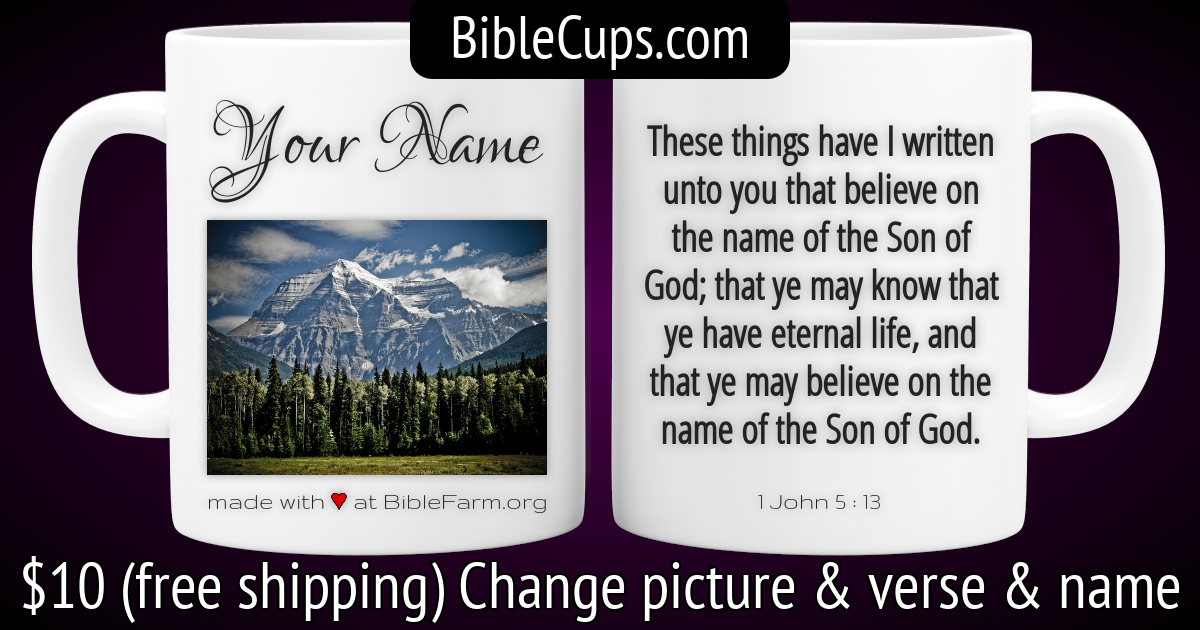 BibleCups.com
Your Name
made with ♥ at BibleFarm.org
These things have I written
unto you that believe on
the name of the Son of
God; that ye may know that
ye have eternal life, and
that ye may believe on the
name of the Son of God.
1 John 5 : 13
$10 (free shipping) Change picture & verse & name